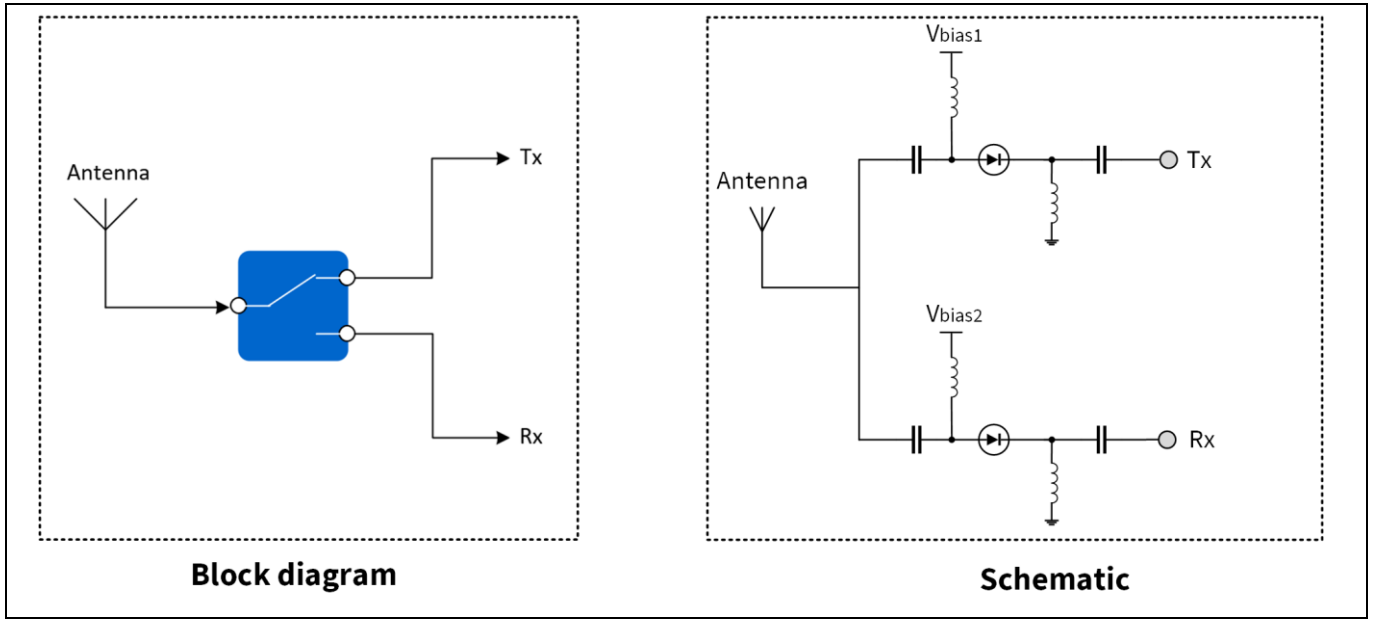 Antenna
Tx
Rx
Block diagram
Vbias1
Antenna
Tx
Vbias2
Rx
Schematic